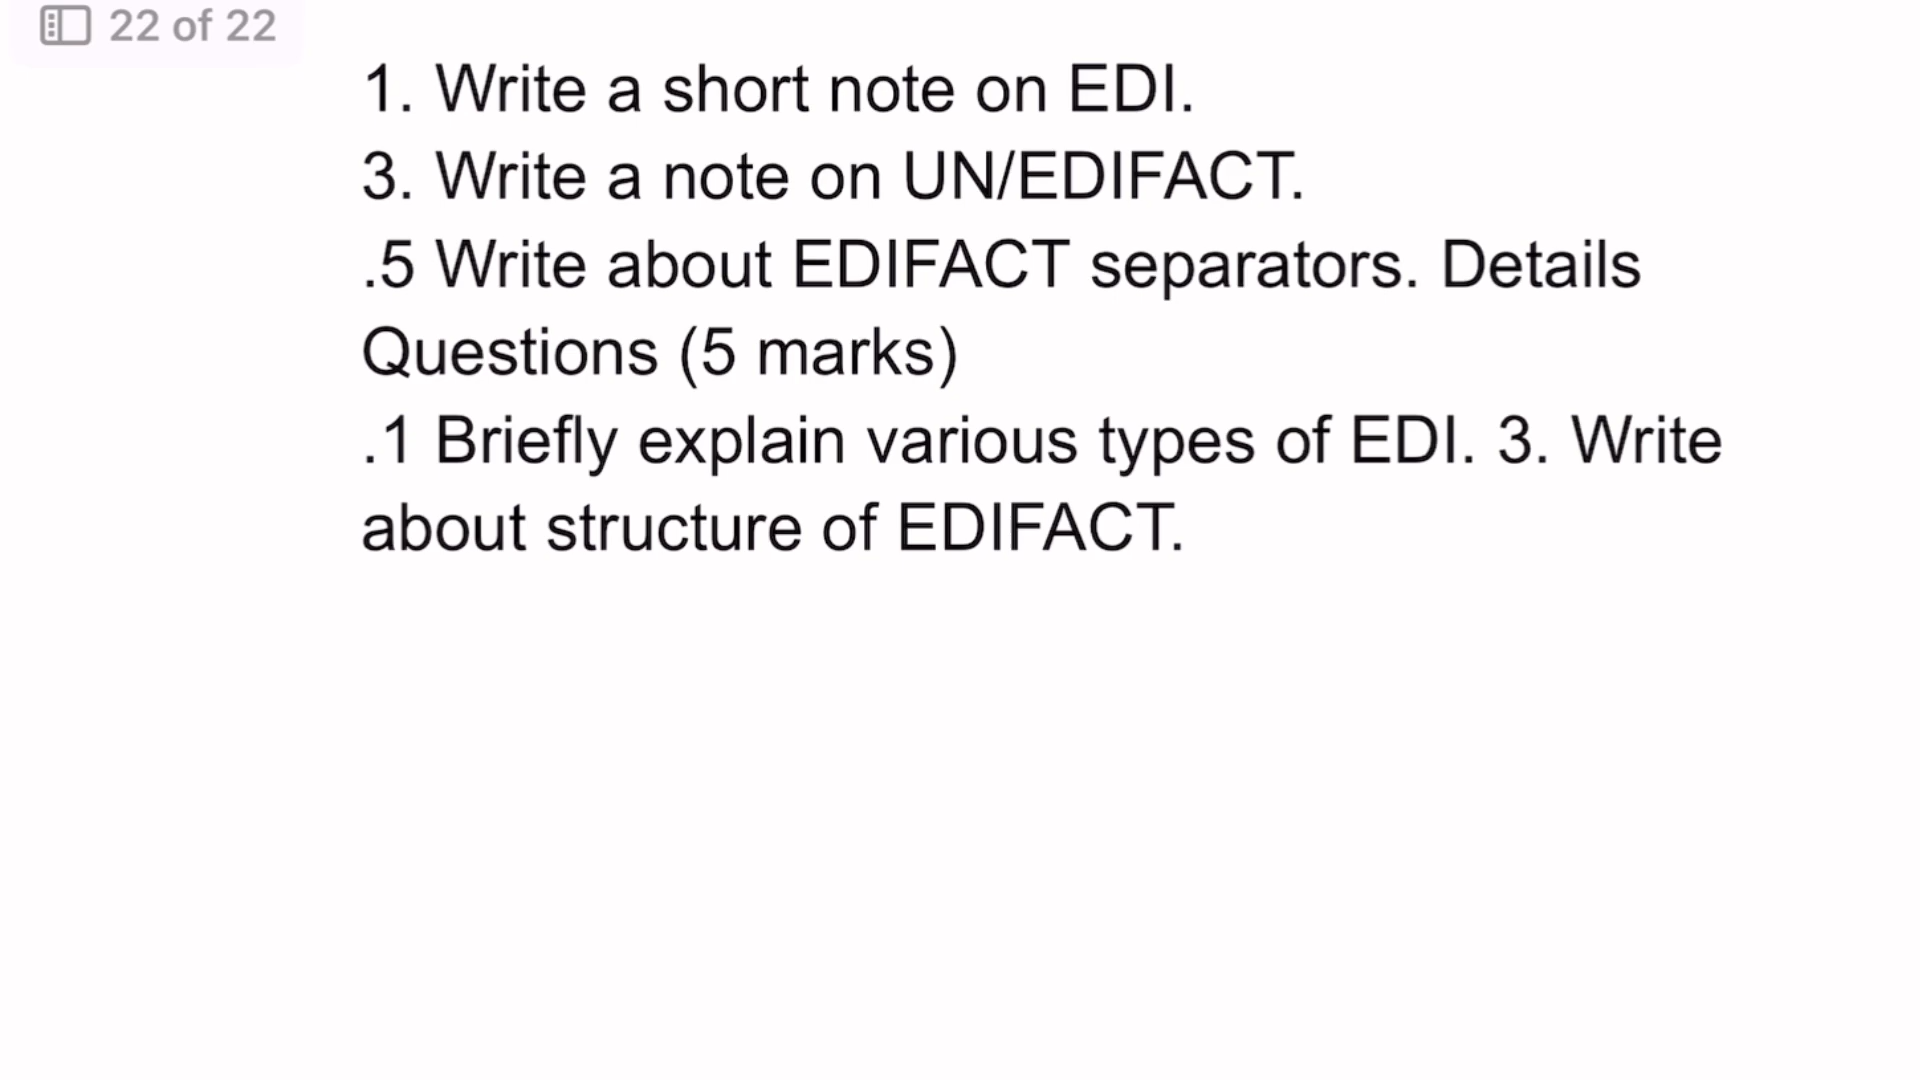 22 of 22
1. Write a short note on EDI.
3. Write a note on UN/EDIFACT.
.5 Write about EDIFACT separators. Details
Questions (5 marks)
.1 Briefly explain various types of EDI. 3. Write
about structure of EDIFACT.